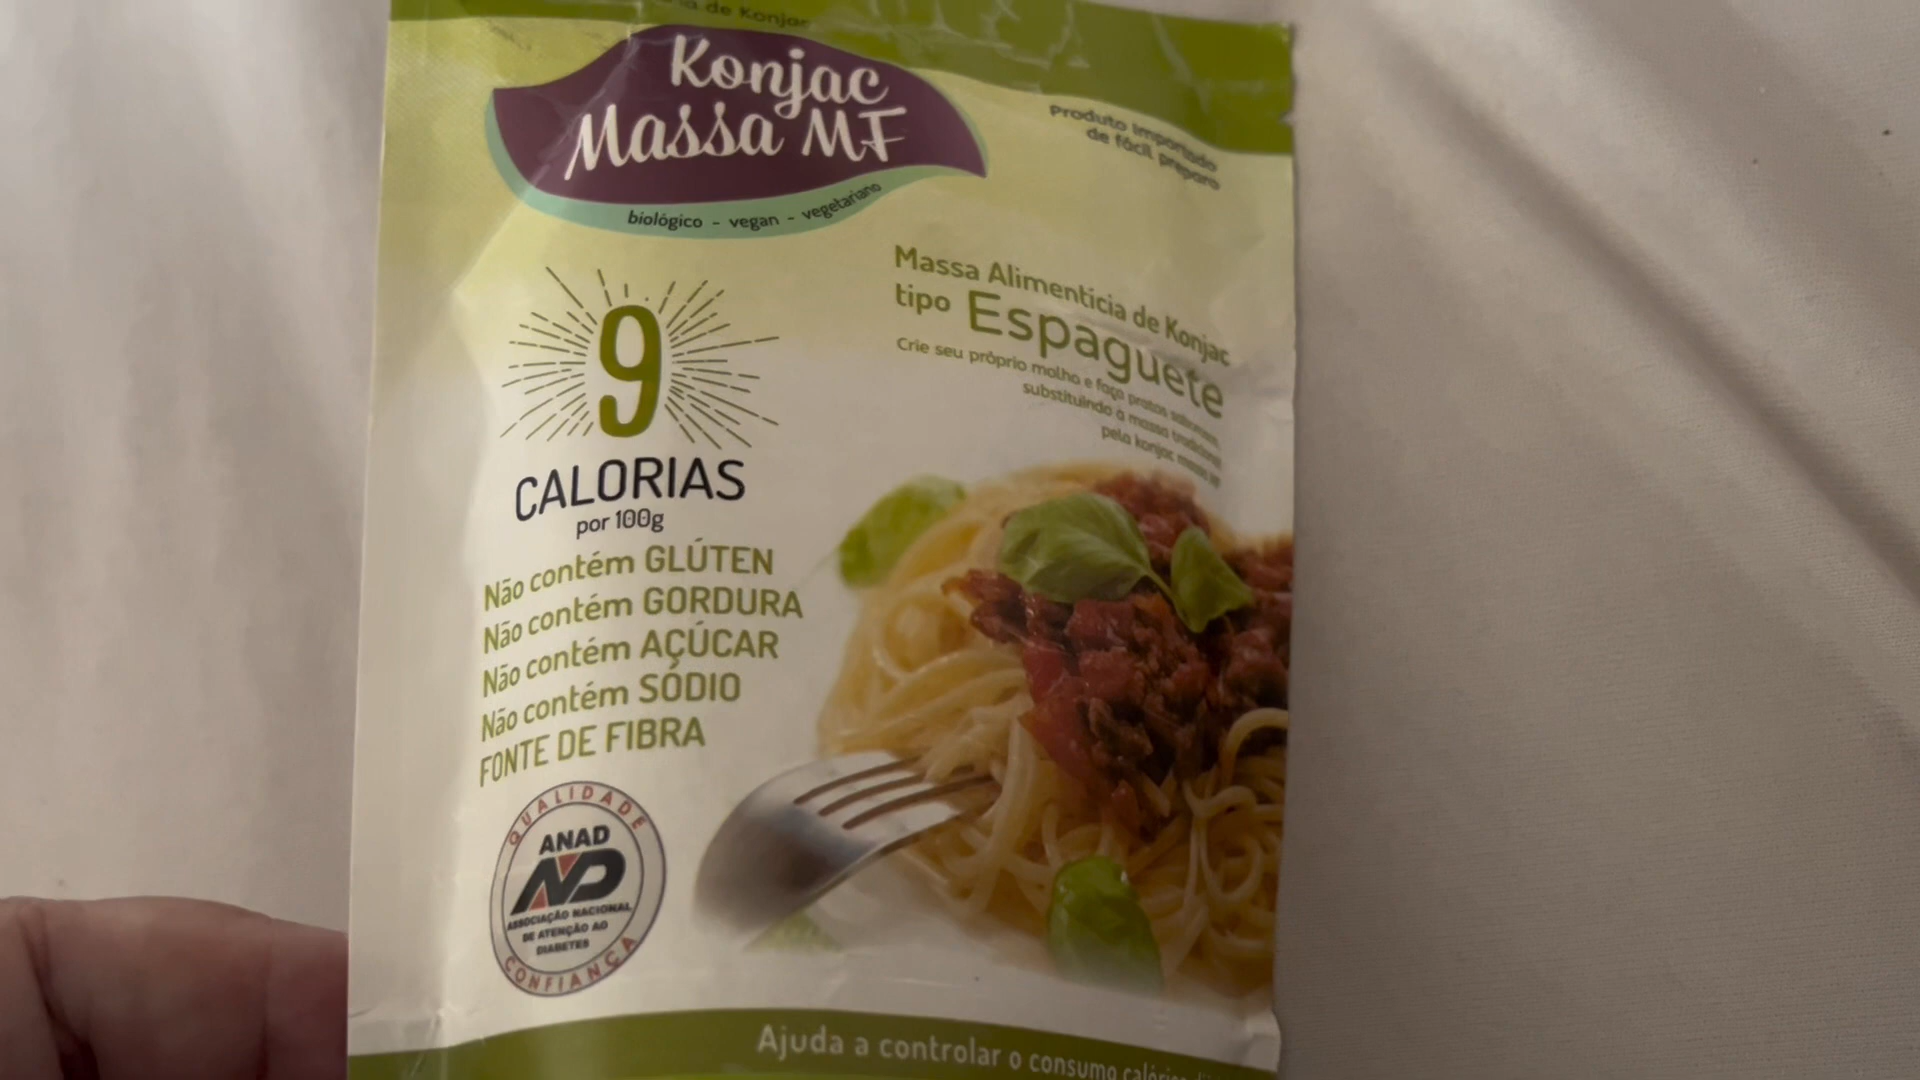 de Konjac
Konjac
Massa MF
biológico - vegan - vegetariano
Produto Importado
de fácil preparo
Massa Alimentícia de Konjac
tipo Espaguete
Crie seu próprio molho e faça pratos saborosos
substituindo a massa tradicional
pela konjac massa MF
9
CALORIAS
por 100g
Não contém GLÚTEN
Não contém GORDURA
Não contém AÇÚCAR
Não contém SÓDIO
FONTE DE FIBRA
QUALIDADE
ANAD
ASSOCIAÇÃO NACIONAL
DE ATENÇÃO AO
DIABETES
CONFIANÇA
Ajuda a controlar o consumo